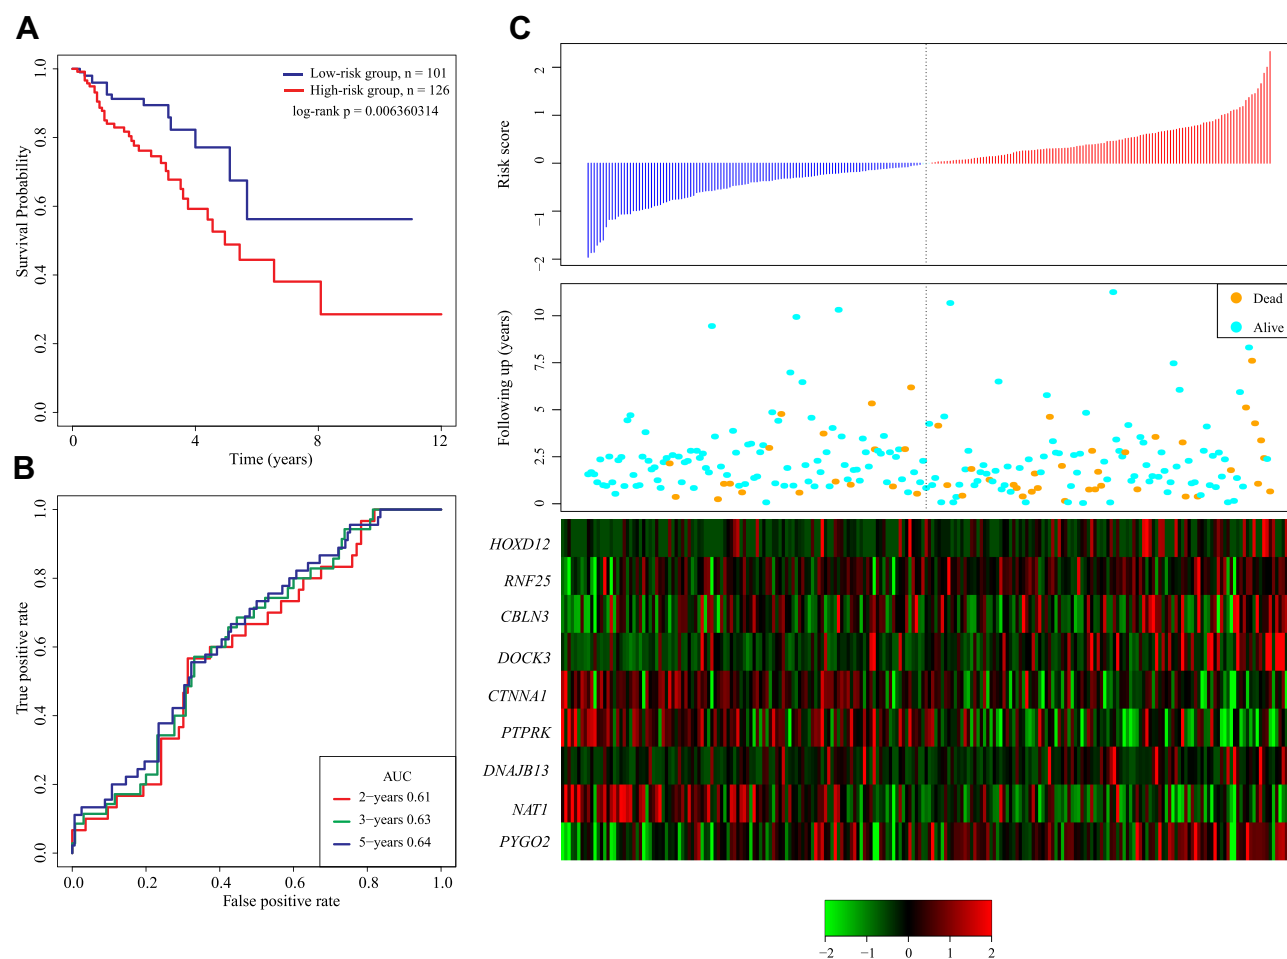 A
1.0
0.8
0.6
0.4
0.2
0.0
Survival Probability
Low-risk group, n = 101
High-risk group, n = 126
log-rank p = 0.006360314
0
4
8
12
Time (years)
B
1.0
0.8
0.6
0.4
0.2
0.0
True positive rate
AUC
2−years 0.61
3−years 0.63
5−years 0.64
0.0
0.2
0.4
0.6
0.8
1.0
False positive rate
C
2
1
0
−1
−2
Risk score
10
7.5
5
2.5
0
Following up (years)
Dead
Alive
HOXD12
RNF25
CBLN3
DOCK3
CTNNA1
PTPRK
DNAJB13
NAT1
PYGO2
−2
−1
0
1
2